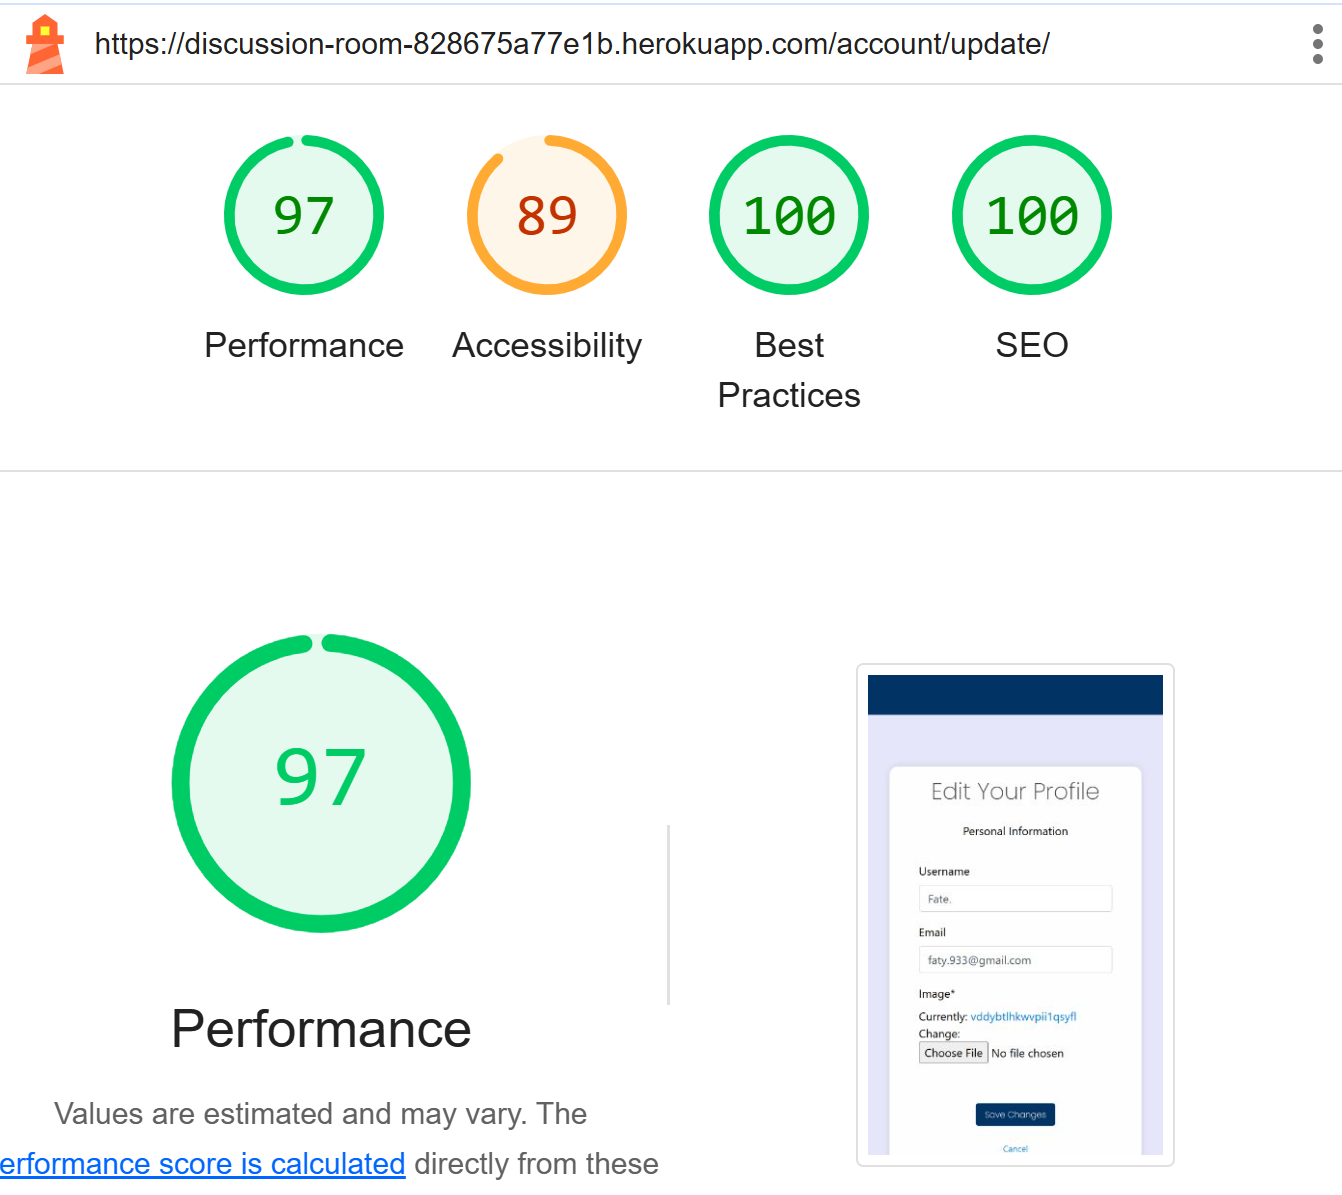 https://discussion-room-828675a77e1b.herokuapp.com/account/update/
97
89
100
100
Performance
Accessibility
Best
Practices
SEO
97
Performance
Values are estimated and may vary. The
erformance score is calculated directly from these
Edit Your Profile
Personal Information
Username
Fate.
Email
faty.933@gmail.com
Image*
Currently: vddybtlhkwvpii1qsyfl
Change:
Choose File No file chosen
Save Changes
Cancel